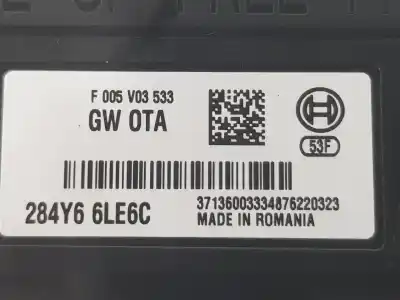 F 005 V03 533
GW OTA
53F
284Y6 6LE6C
37136003334876220323
MADE IN ROMANIA